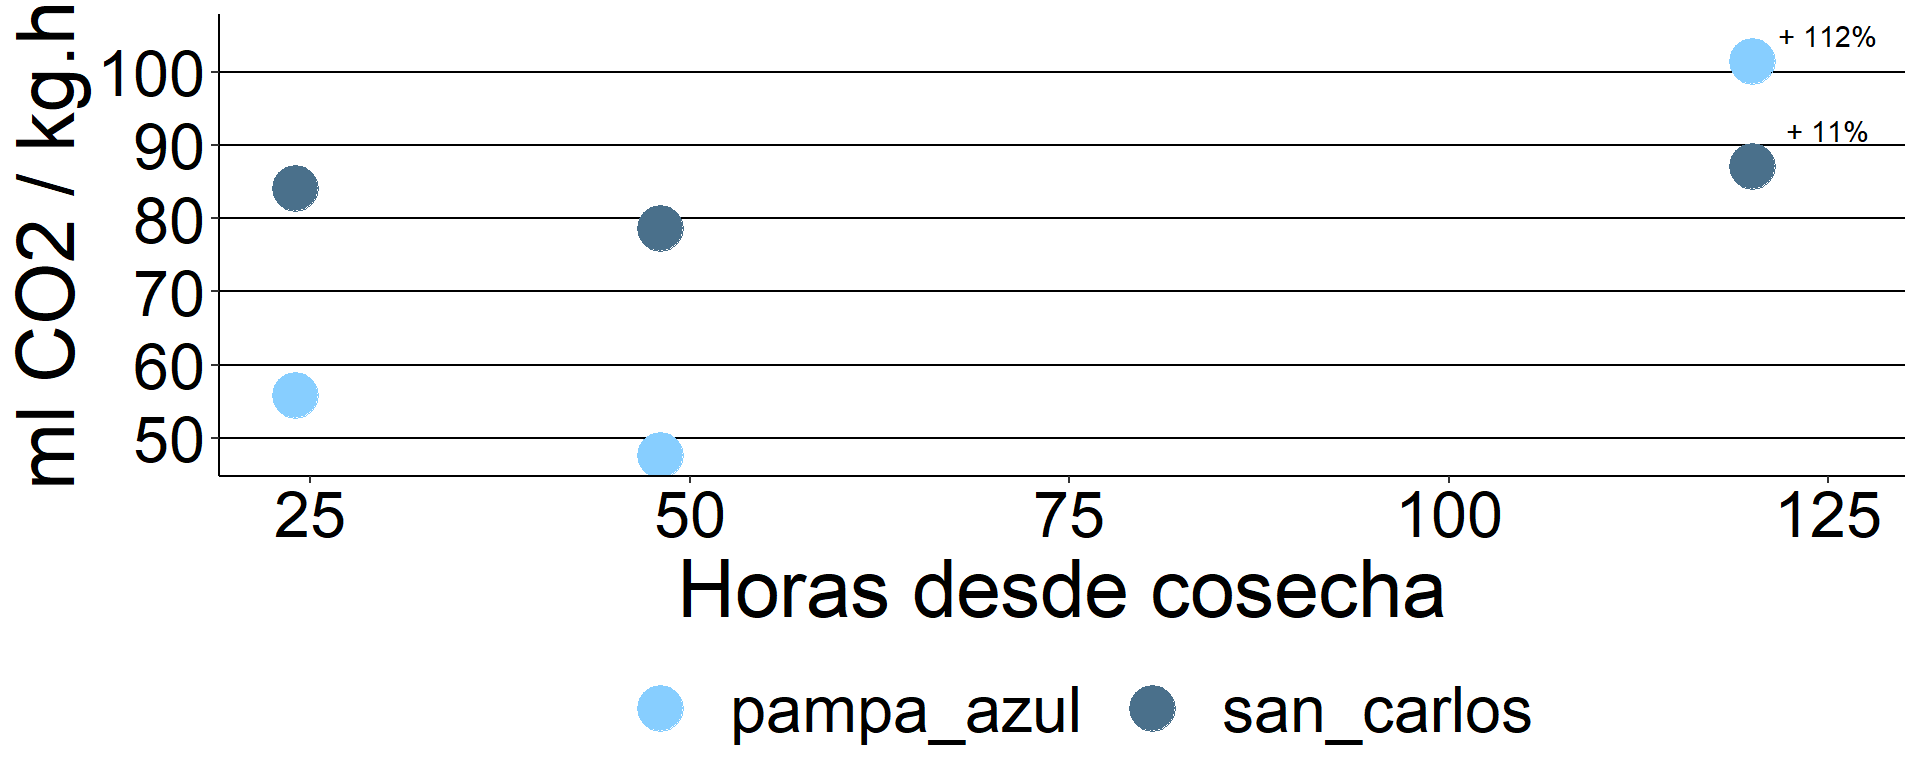 ml CO2 / kg.h
100
90
80
70
60
50
+ 112%
+ 11%
25 50 75 100 125
Horas desde cosecha
pampa_azul san_carlos